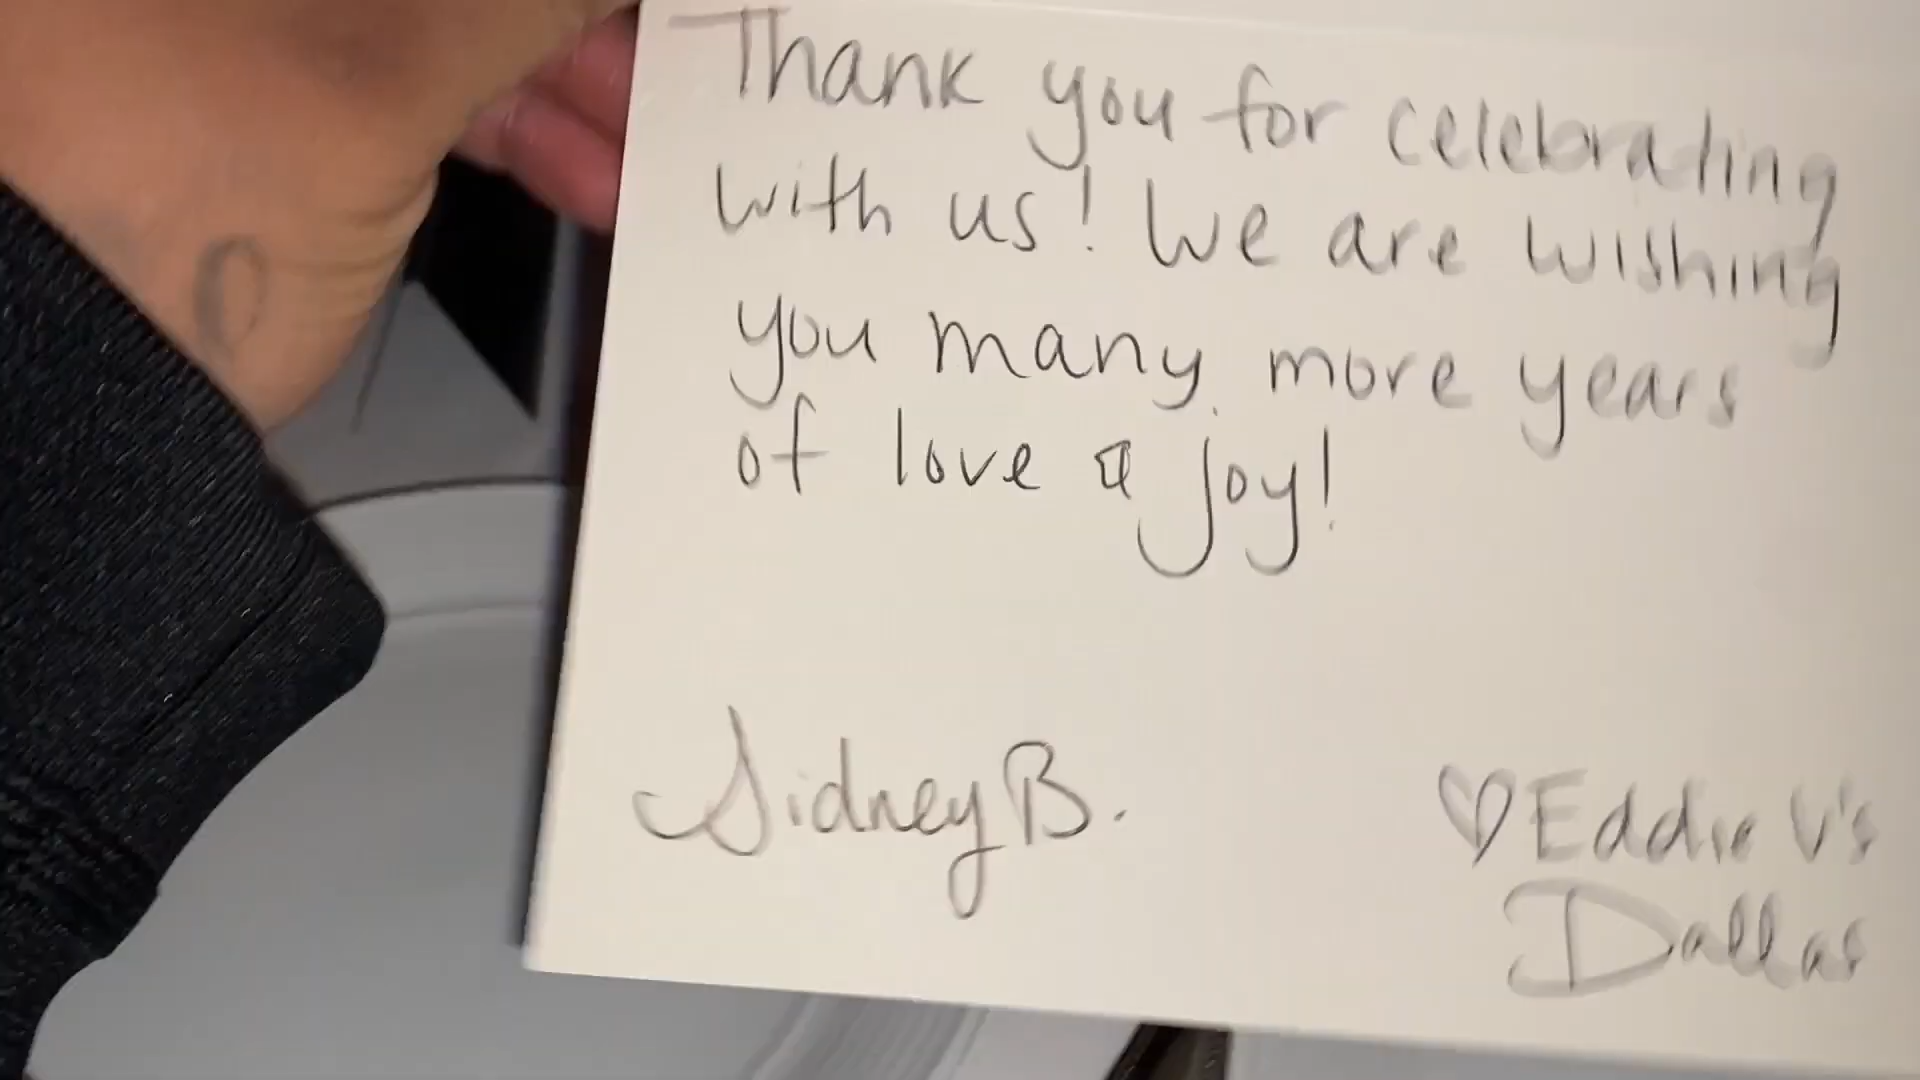 Thank you for celebrating
with us! We are wishing
you many more years
of love & joy!
Sidney B.
♡ Eddie V's
Dallas